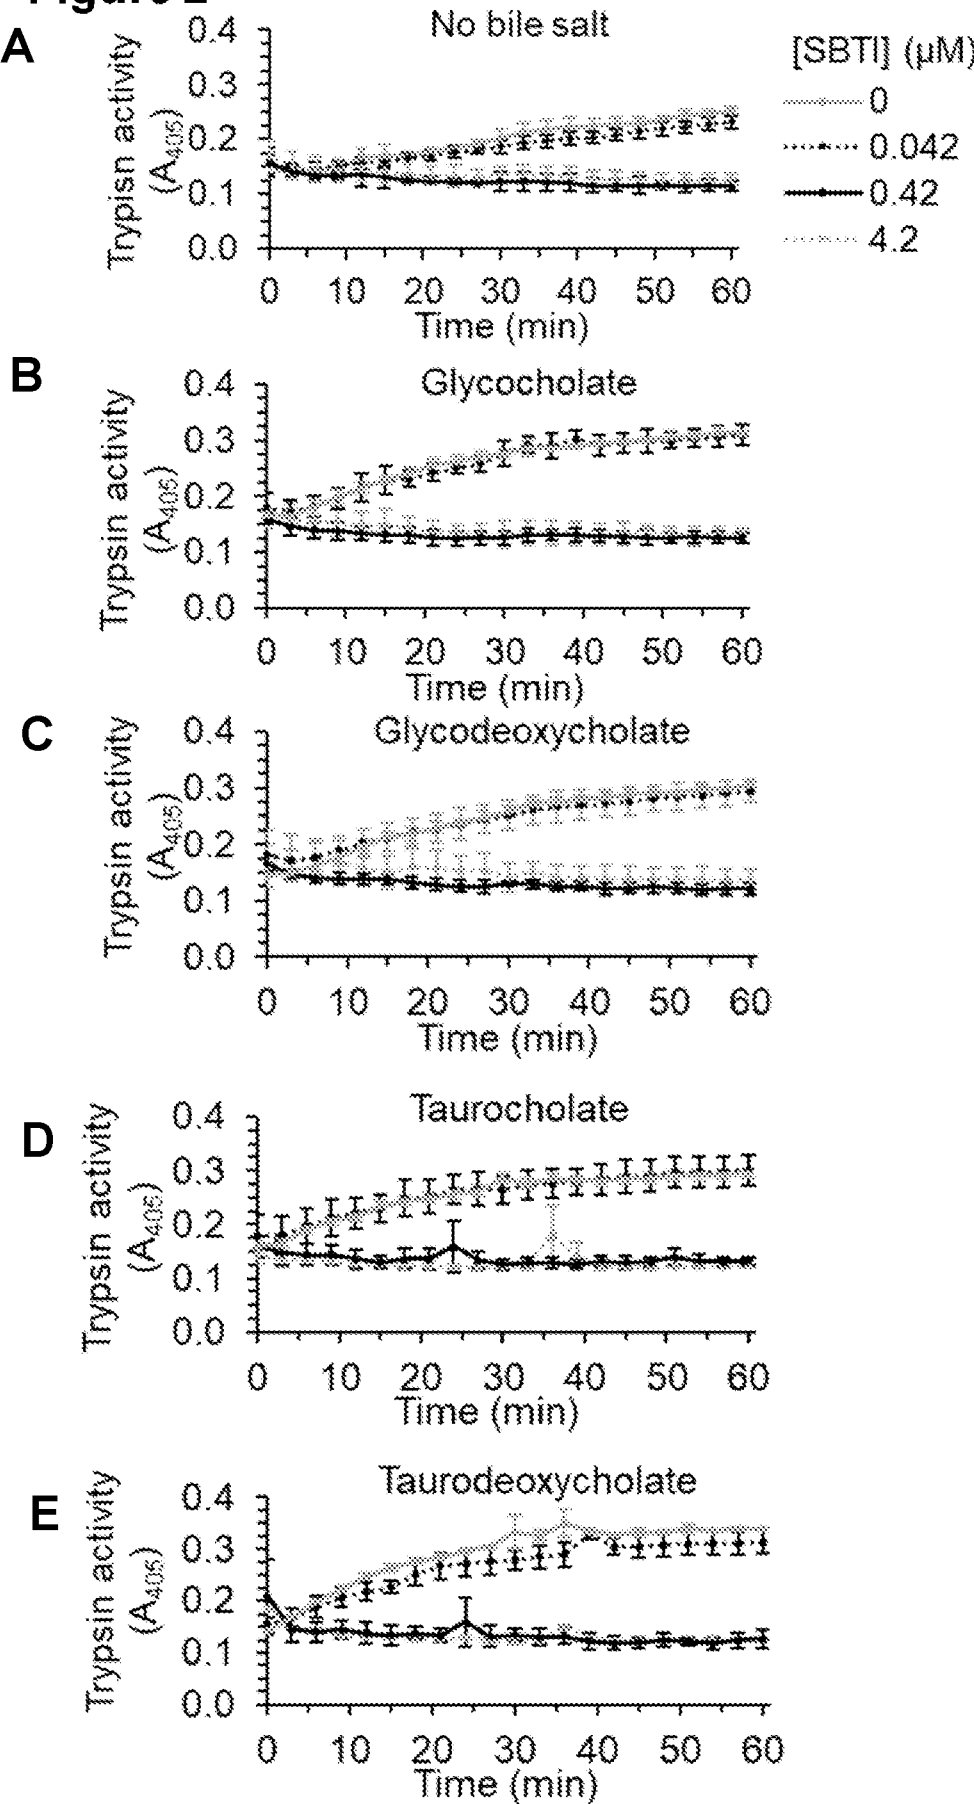 Figure 2
A
No bile salt
[SBTI] (µM)
0
0.042
0.42
4.2
Trypisn activity
(A405)
0.4
0.3
0.2
0.1
0.0
0 10 20 30 40 50 60
Time (min)
B
Glycocholate
Trypsin activity
(A405)
0.4
0.3
0.2
0.1
0.0
0 10 20 30 40 50 60
Time (min)
C
Glycodeoxycholate
Trypsin activity
(A405)
0.4
0.3
0.2
0.1
0.0
0 10 20 30 40 50 60
Time (min)
D
Taurocholate
Trypsin activity
(A405)
0.4
0.3
0.2
0.1
0.0
0 10 20 30 40 50 60
Time (min)
E
Taurodeoxycholate
Trypsin activity
(A405)
0.4
0.3
0.2
0.1
0.0
0 10 20 30 40 50 60
Time (min)